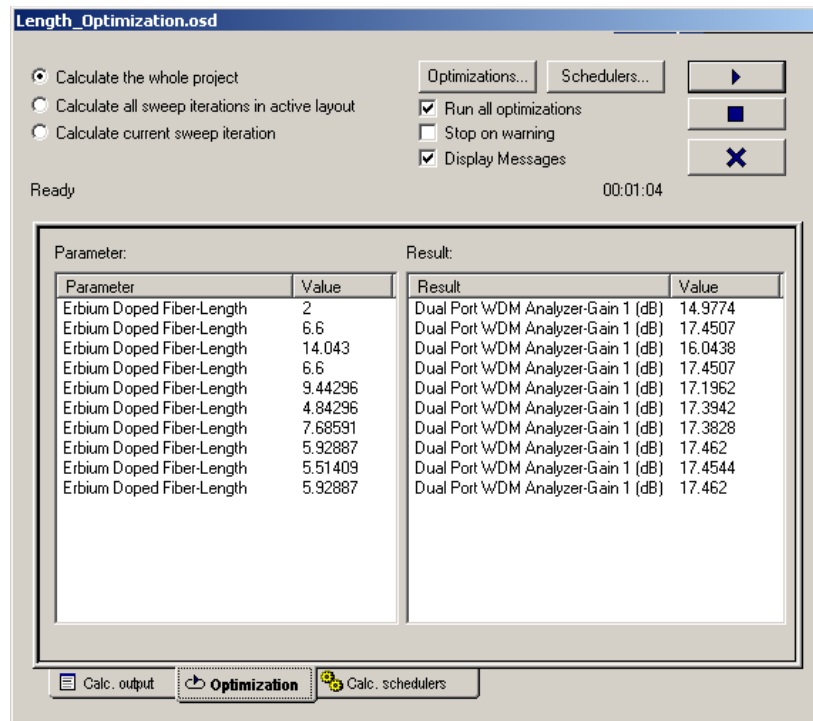 Length_Optimization.osd
Calculate the whole project
Calculate all sweep iterations in active layout
Calculate current sweep iteration
Optimizations... Schedulers...
Run all optimizations
Stop on warning
Display Messages
Ready 00:01:04
Parameter: Result:
Parameter Value Result Value
Erbium Doped Fiber-Length 2 Dual Port WDM Analyzer-Gain 1 (dB) 14.9774
Erbium Doped Fiber-Length 6.6 Dual Port WDM Analyzer-Gain 1 (dB) 17.4507
Erbium Doped Fiber-Length 14.043 Dual Port WDM Analyzer-Gain 1 (dB) 16.0438
Erbium Doped Fiber-Length 6.6 Dual Port WDM Analyzer-Gain 1 (dB) 17.4507
Erbium Doped Fiber-Length 9.44296 Dual Port WDM Analyzer-Gain 1 (dB) 17.1962
Erbium Doped Fiber-Length 4.84296 Dual Port WDM Analyzer-Gain 1 (dB) 17.3942
Erbium Doped Fiber-Length 7.68591 Dual Port WDM Analyzer-Gain 1 (dB) 17.3828
Erbium Doped Fiber-Length 5.92887 Dual Port WDM Analyzer-Gain 1 (dB) 17.462
Erbium Doped Fiber-Length 5.51409 Dual Port WDM Analyzer-Gain 1 (dB) 17.4544
Erbium Doped Fiber-Length 5.92887 Dual Port WDM Analyzer-Gain 1 (dB) 17.462
Calc. output Optimization Calc. schedulers